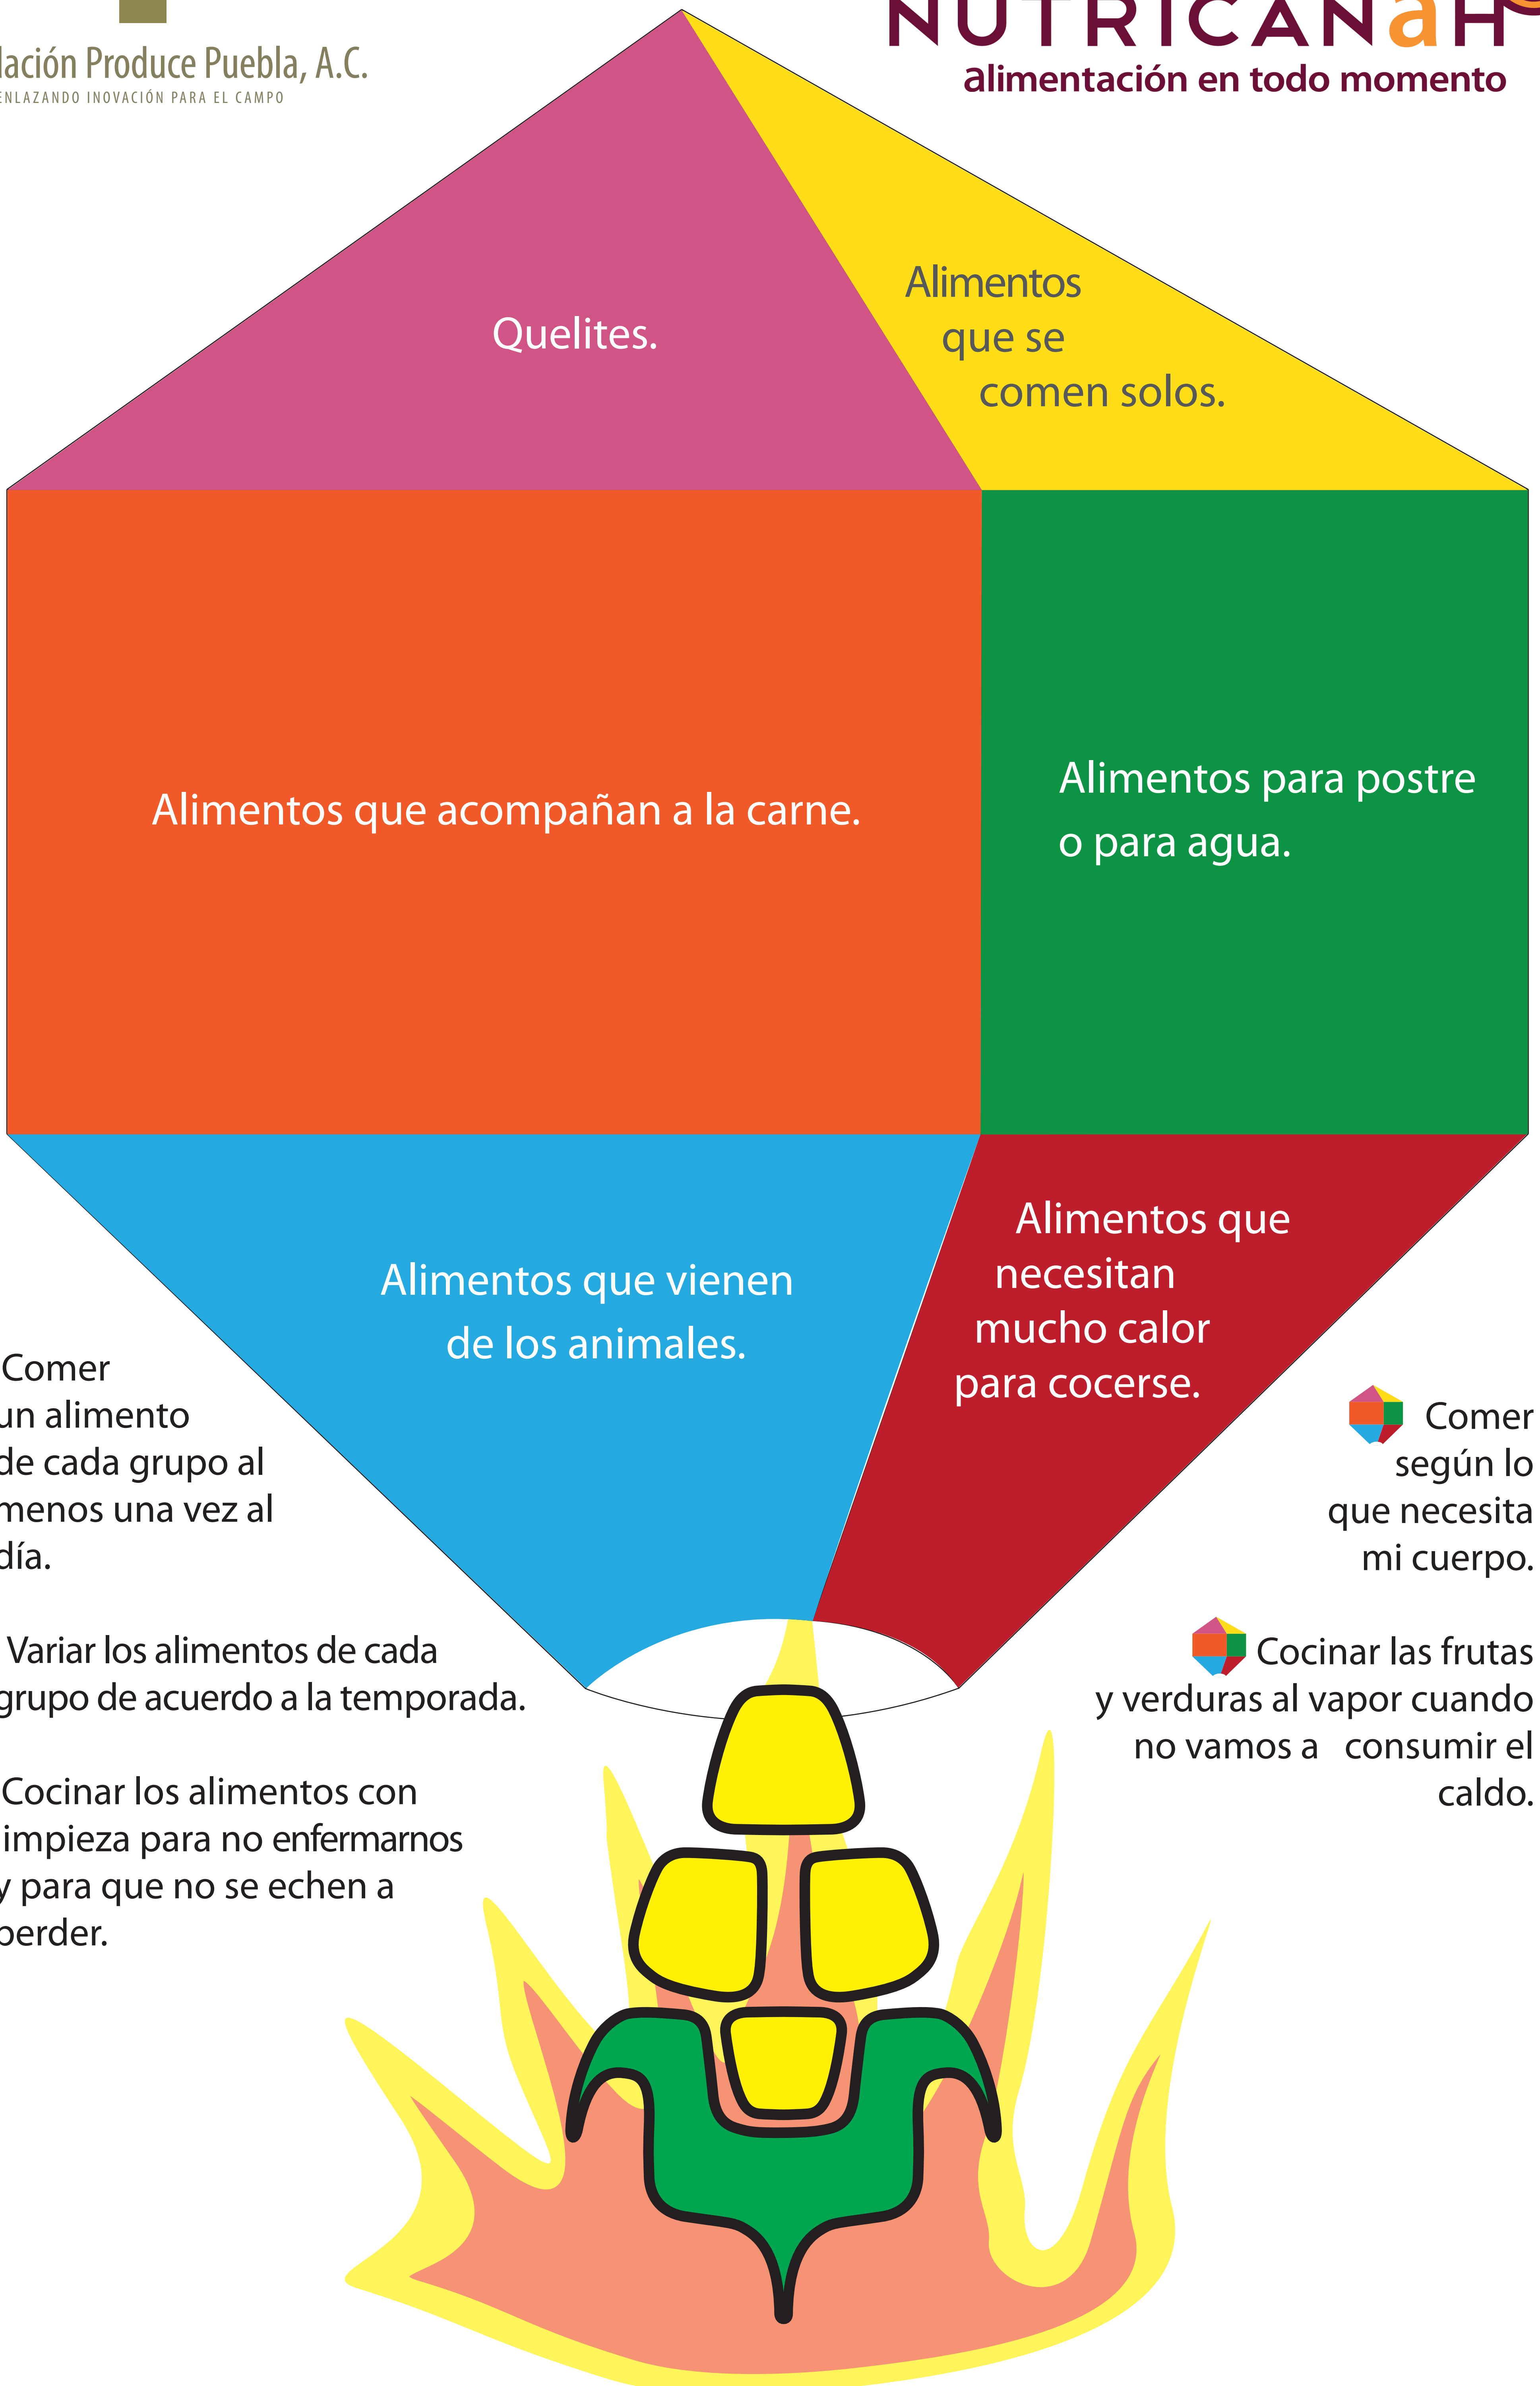 lación Produce Puebla, A.C.
ENLAZANDO INOVACIÓN PARA EL CAMPO
NUTRICANaH
alimentación en todo momento
Quelites.
Alimentos
que se
comen solos.
Alimentos que acompañan a la carne.
Alimentos para postre
o para agua.
Alimentos que vienen
de los animales.
Alimentos que
necesitan
mucho calor
para cocerse.
Comer
un alimento
de cada grupo al
menos una vez al
día.
Variar los alimentos de cada
grupo de acuerdo a la temporada.
Cocinar los alimentos con
impieza para no enfermarnos
y para que no se echen a
perder.
Comer
según lo
que necesita
mi cuerpo.
Cocinar las frutas
y verduras al vapor cuando
no vamos a consumir el
caldo.